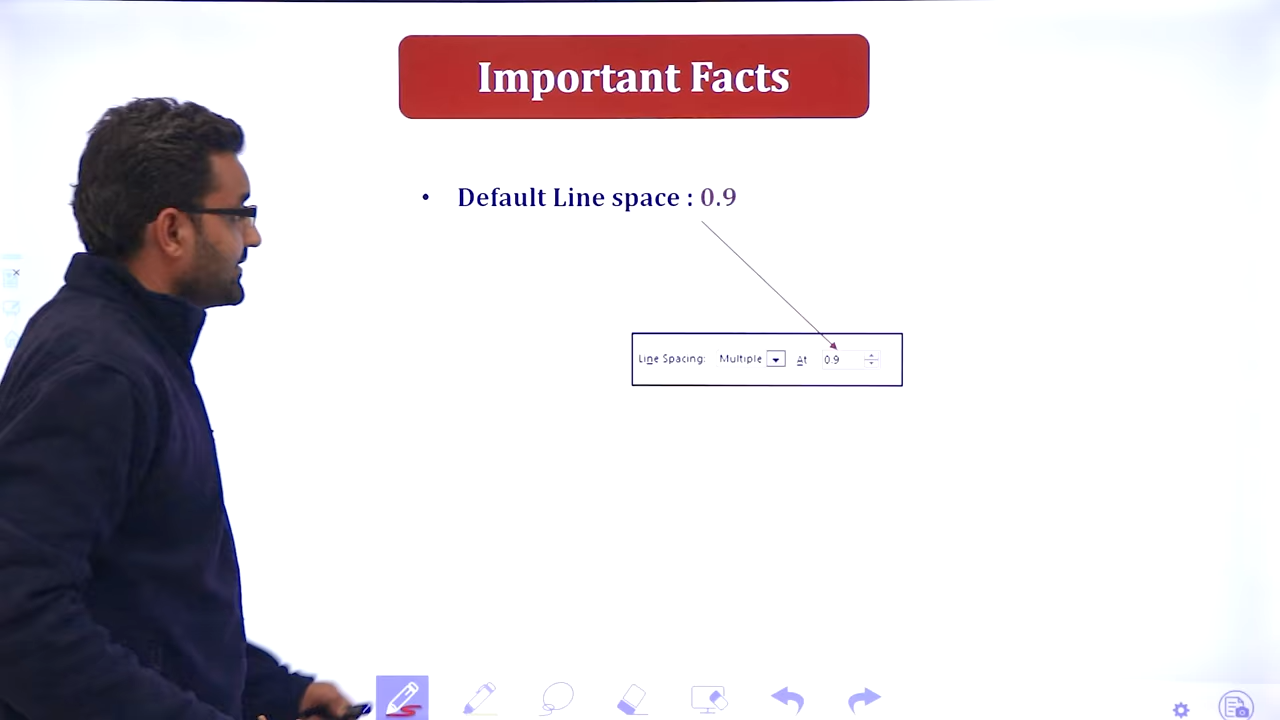 Important Facts
• Default Line space : 0.9
Line Spacing: Multiple At 0.9